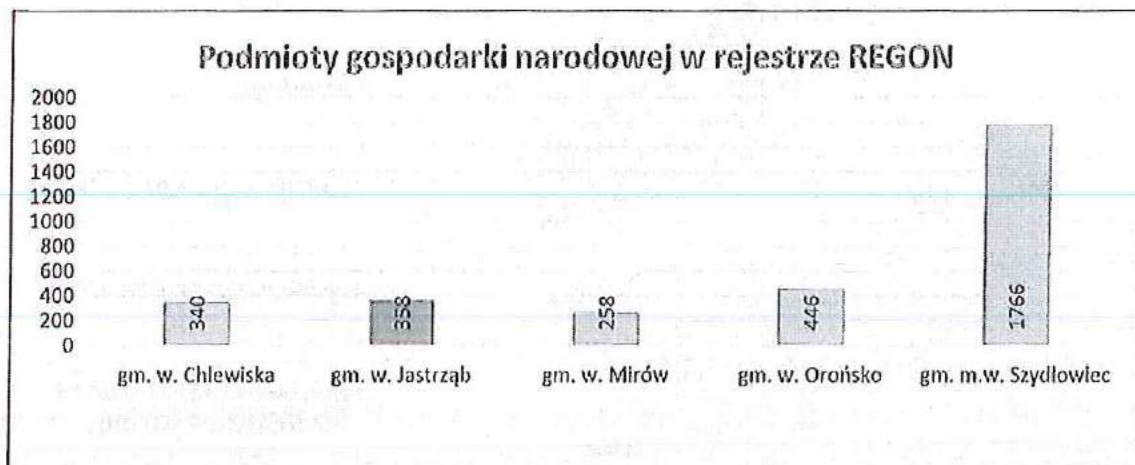 Podmioty gospodarki narodowej w rejestrze REGON
2000
1800
1600
1400
1200
1000
800
600
400
200
0
340
358
258
446
1766
gm. w. Chlewiska
gm. w. Jastrząb
gm. w. Mirów
gm. w. Orońsko
gm. m.w. Szydłowiec